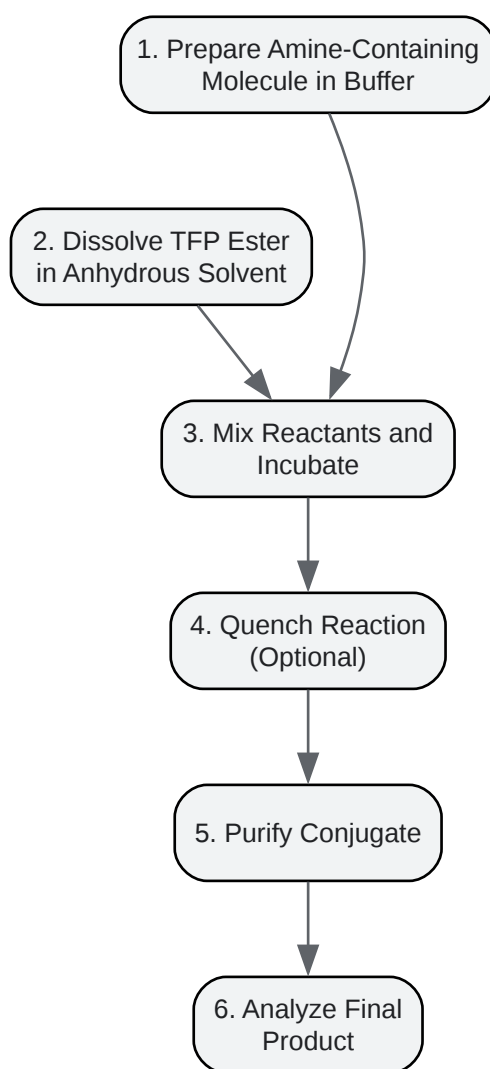 1. Prepare Amine-Containing
Molecule in Buffer
2. Dissolve TFP Ester
in Anhydrous Solvent
3. Mix Reactants and
Incubate
4. Quench Reaction
(Optional)
5. Purify Conjugate
6. Analyze Final
Product